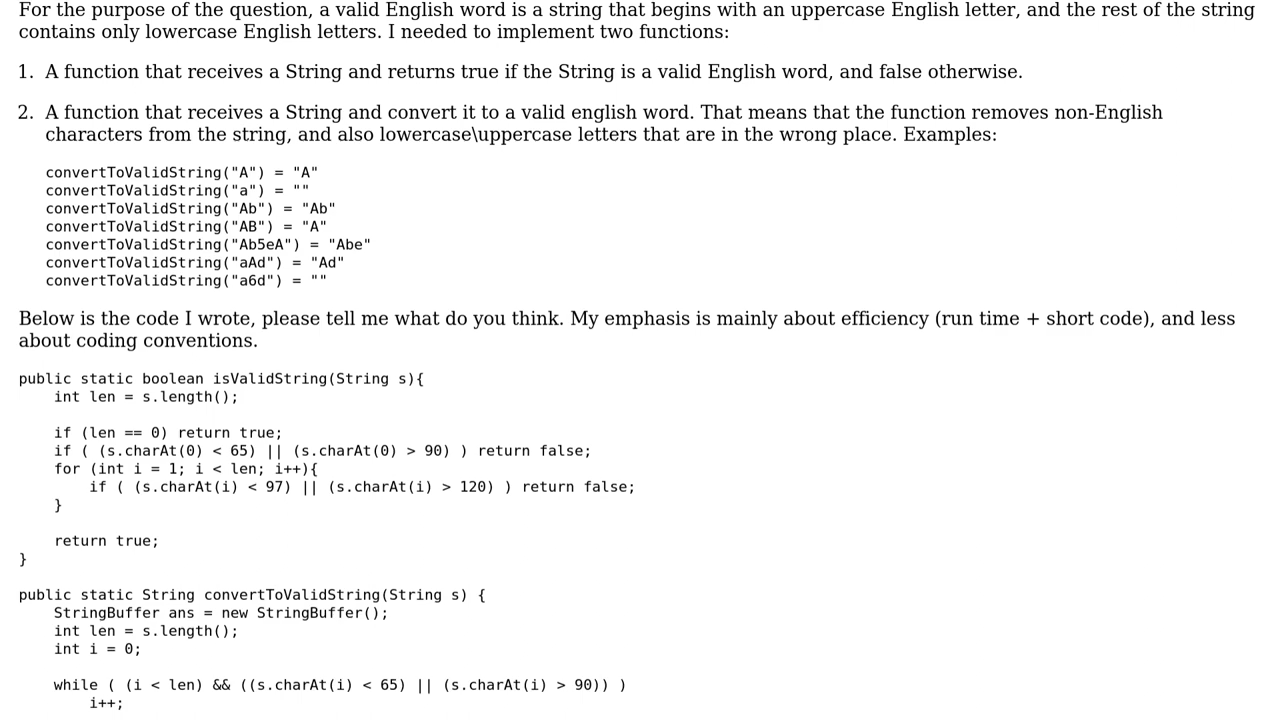 For the purpose of the question, a valid English word is a string that begins with an uppercase English letter, and the rest of the string
contains only lowercase English letters. I needed to implement two functions:
1. A function that receives a String and returns true if the String is a valid English word, and false otherwise.
2. A function that receives a String and convert it to a valid english word. That means that the function removes non-English
characters from the string, and also lowercase\uppercase letters that are in the wrong place. Examples:
convertToValidString("A") = "A"
convertToValidString("a") = ""
convertToValidString("Ab") = "Ab"
convertToValidString("AB") = "A"
convertToValidString("Ab5eA") = "Abe"
convertToValidString("aAd") = "Ad"
convertToValidString("a6d") = ""
Below is the code I wrote, please tell me what do you think. My emphasis is mainly about efficiency (run time + short code), and less
about coding conventions.
public static boolean isValidString(String s){
    int len = s.length();
    if (len == 0) return true;
    if ( (s.charAt(0) < 65) || (s.charAt(0) > 90) ) return false;
    for (int i = 1; i < len; i++){
        if ( (s.charAt(i) < 97) || (s.charAt(i) > 120) ) return false;
    }
    return true;
}
public static String convertToValidString(String s) {
    StringBuffer ans = new StringBuffer();
    int len = s.length();
    int i = 0;
    while ( (i < len) && ((s.charAt(i) < 65) || (s.charAt(i) > 90)) )
        i++;